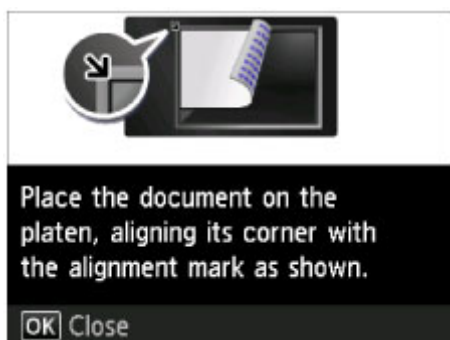 Place the document on the
platen, aligning its corner with
the alignment mark as shown.
OK Close